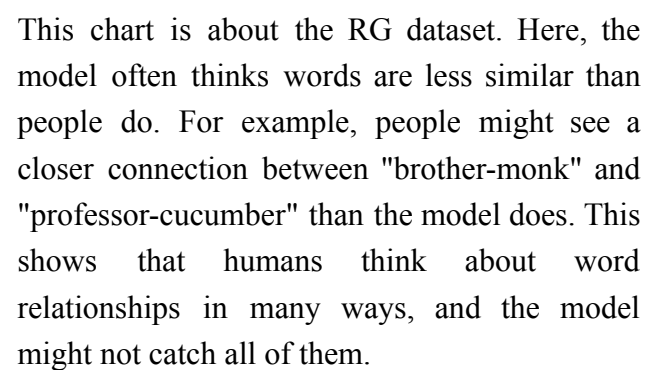 This chart is about the RG dataset. Here, the
model often thinks words are less similar than
people do. For example, people might see a
closer connection between "brother-monk" and
"professor-cucumber" than the model does. This
shows that humans think about word
relationships in many ways, and the model
might not catch all of them.